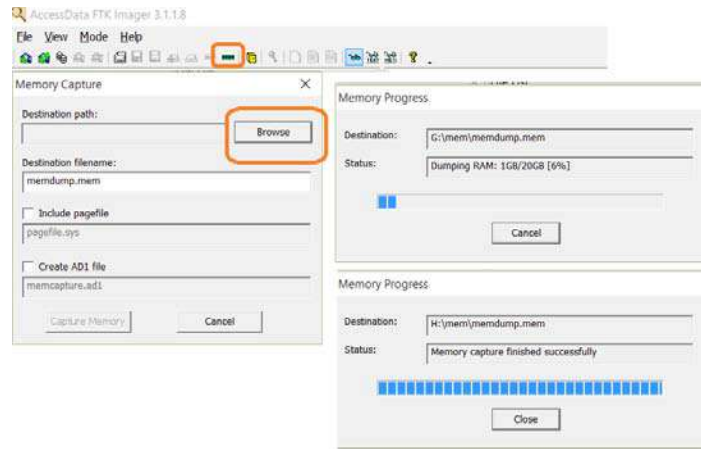 AccessData FTK Imager 3.1.1.8
File View Mode Help
Memory Capture
Destination path:
Browse
Destination filename:
memdump.mem
Include pagefile
pagefile.sys
Create AD1 file
memcapture.ad1
Capture Memory
Cancel
Memory Progress
Destination:
G:\mem\memdump.mem
Status:
Dumping RAM: 1GB/20GB [6%]
Cancel
Memory Progress
Destination:
H:\mem\memdump.mem
Status:
Memory capture finished successfully
Close